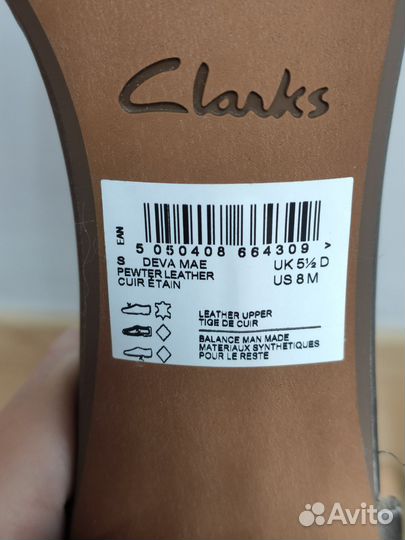 Clarks
EAN
5 050408 664309 >
S DEVA MAE UK 5½ D
PEWTER LEATHER US 8 M
CUIR ÉTAIN
LEATHER UPPER
TIGE DE CUIR
BALANCE MAN MADE
MATERIAUX SYNTHÉTIQUES
POUR LE RESTE
Avito